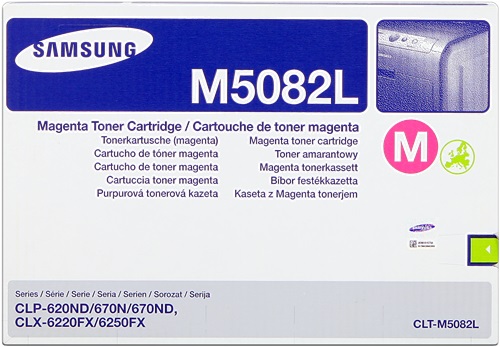 SAMSUNG
M5082L
Magenta Toner Cartridge / Cartouche de toner magenta
Tonerkartusche (magenta)
Cartucho de tóner magenta
Cartucho de toner magenta
Cartuccia toner magenta
Purpurová tonerová kazeta
Magenta toner cartridge
Toner amarantowy
Magenta tonerkassett
Bíbor festékkazetta
Kaseta z Magenta tonerjem
M
SAMSUNG
Series / Série / Serie / Seria / Serien / Sorozat / Serija
CLP-620ND/670N/670ND,
CLX-6220FX/6250FX
CLT-M5082L